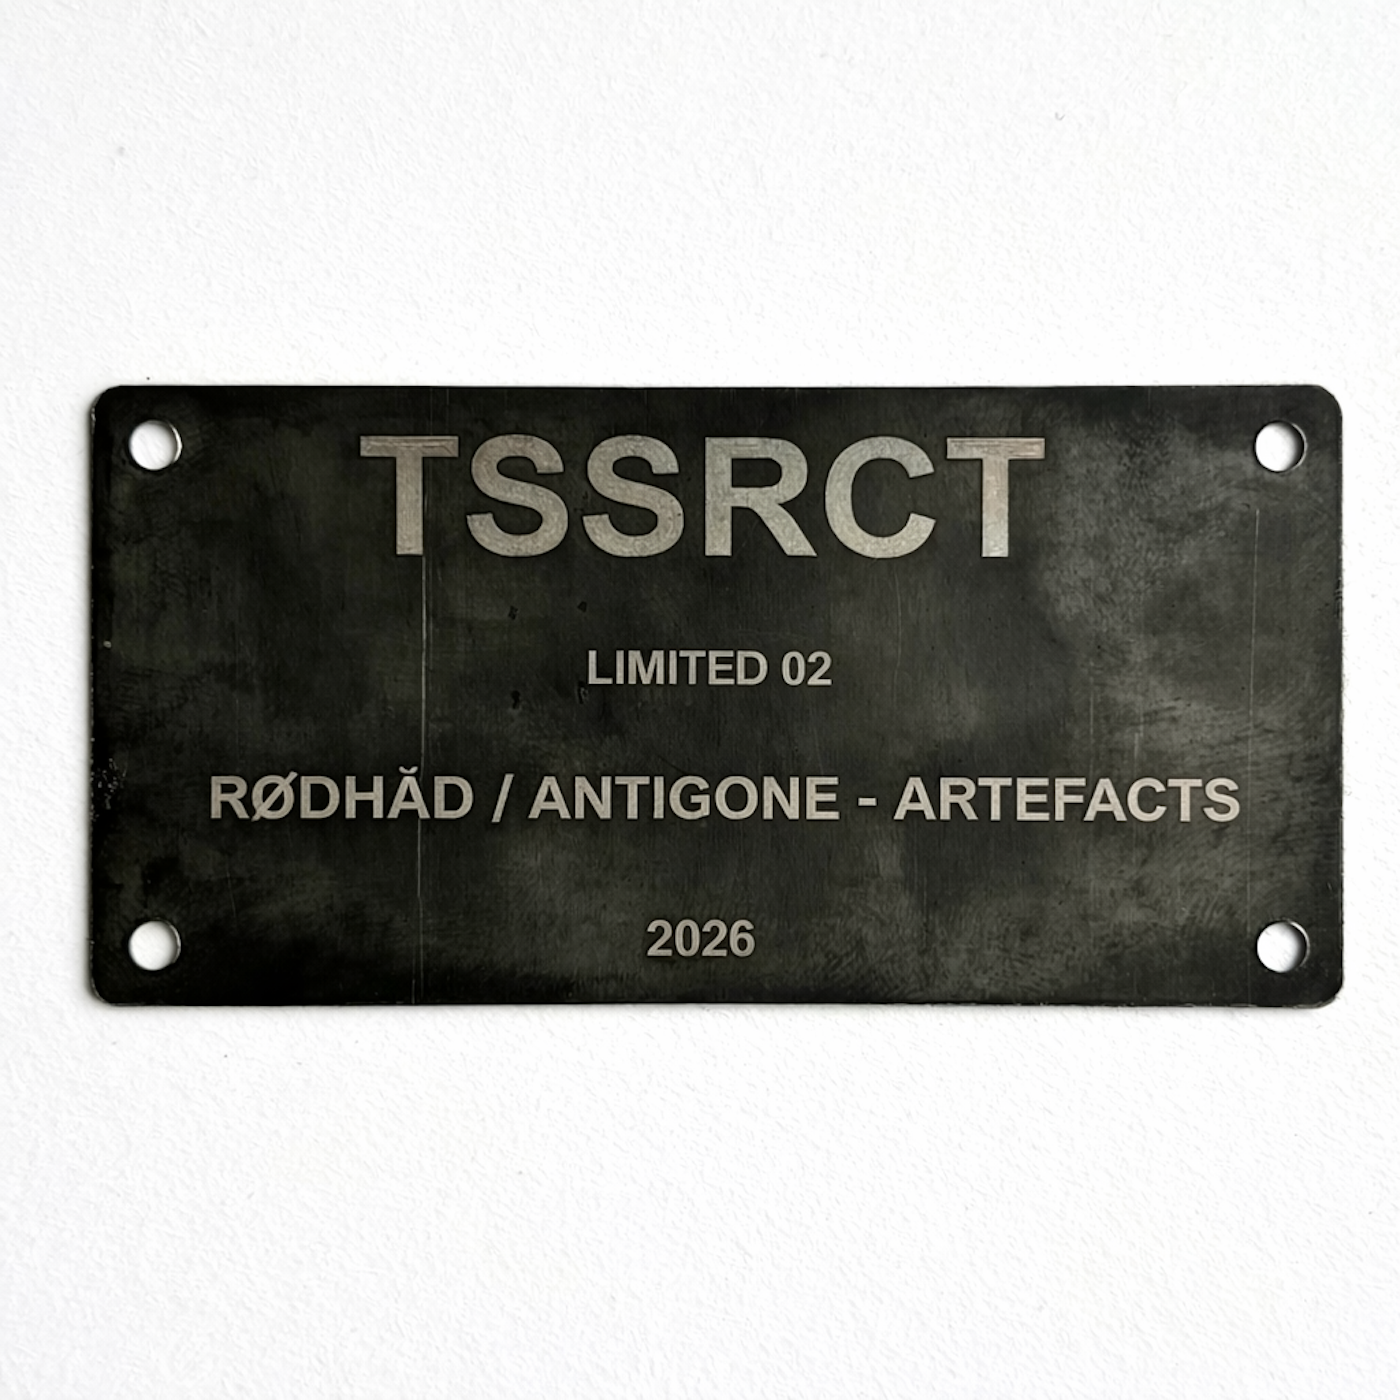 TSSRCT
LIMITED 02
RØDHĂD / ANTIGONE - ARTEFACTS
2026